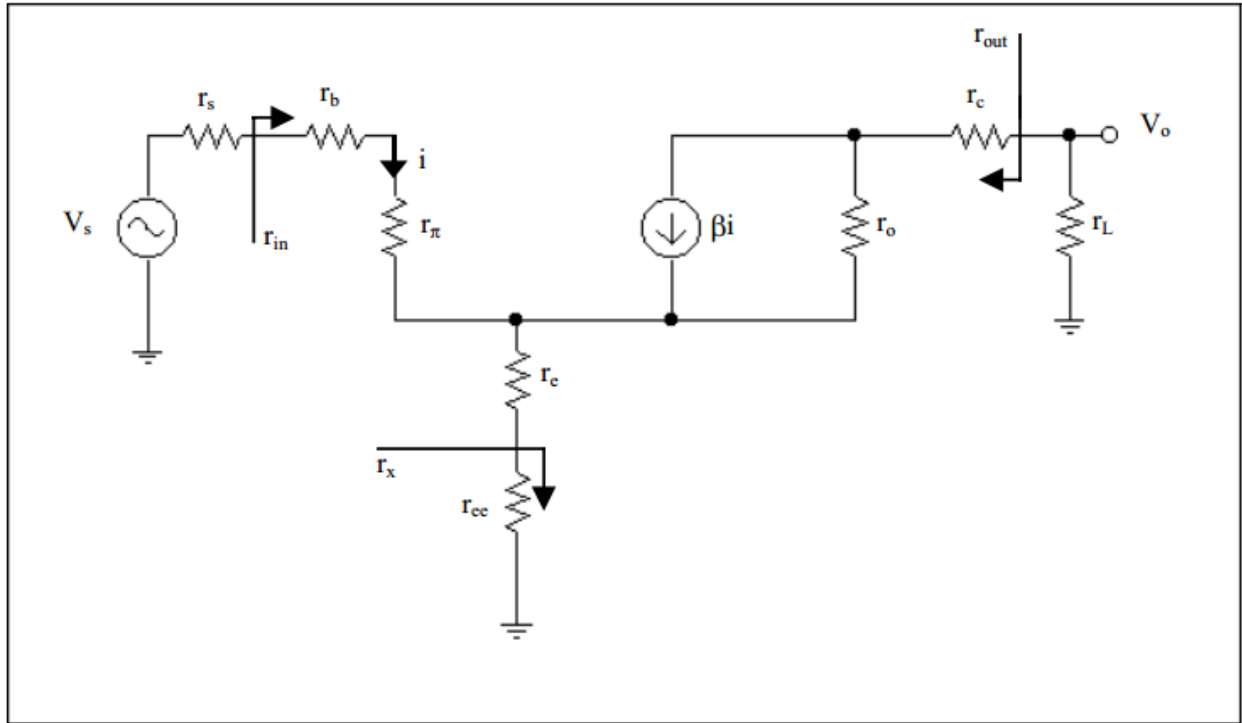 r_out
r_s
r_b
r_c
V_o
i
V_s
r_in
r_π
βi
r_o
r_L
r_e
r_x
r_ee